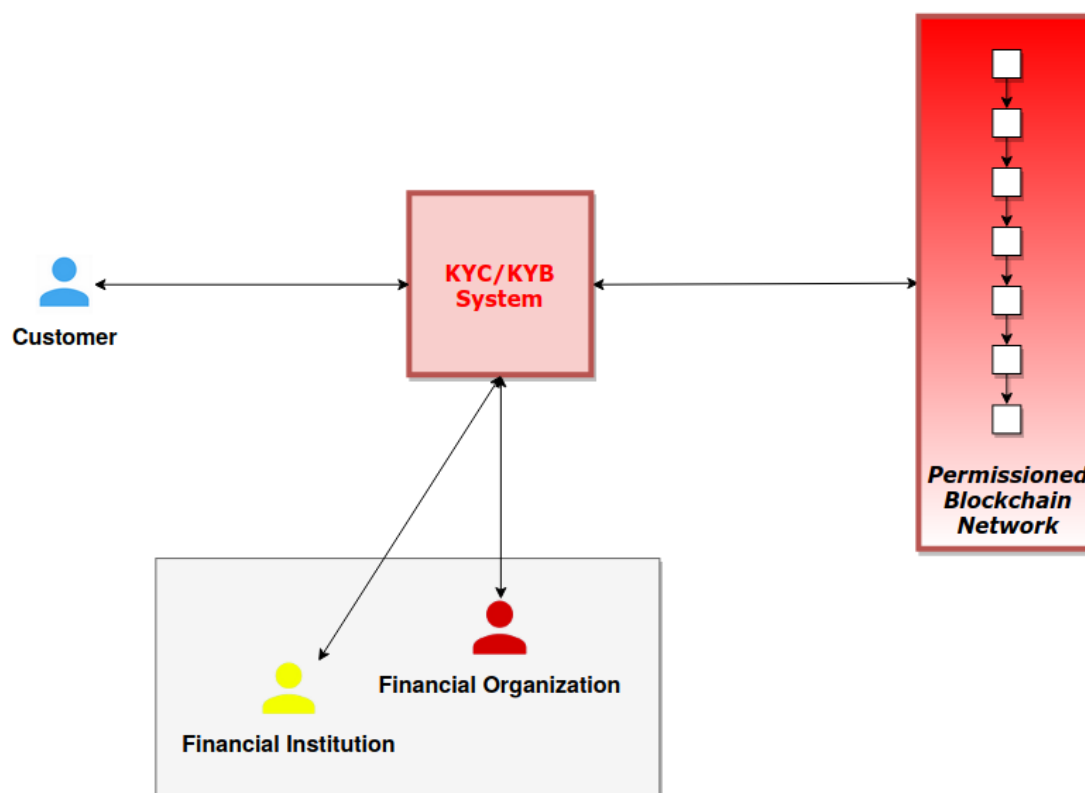 KYC/KYB
System
Customer
Permissioned
Blockchain
Network
Financial Organization
Financial Institution